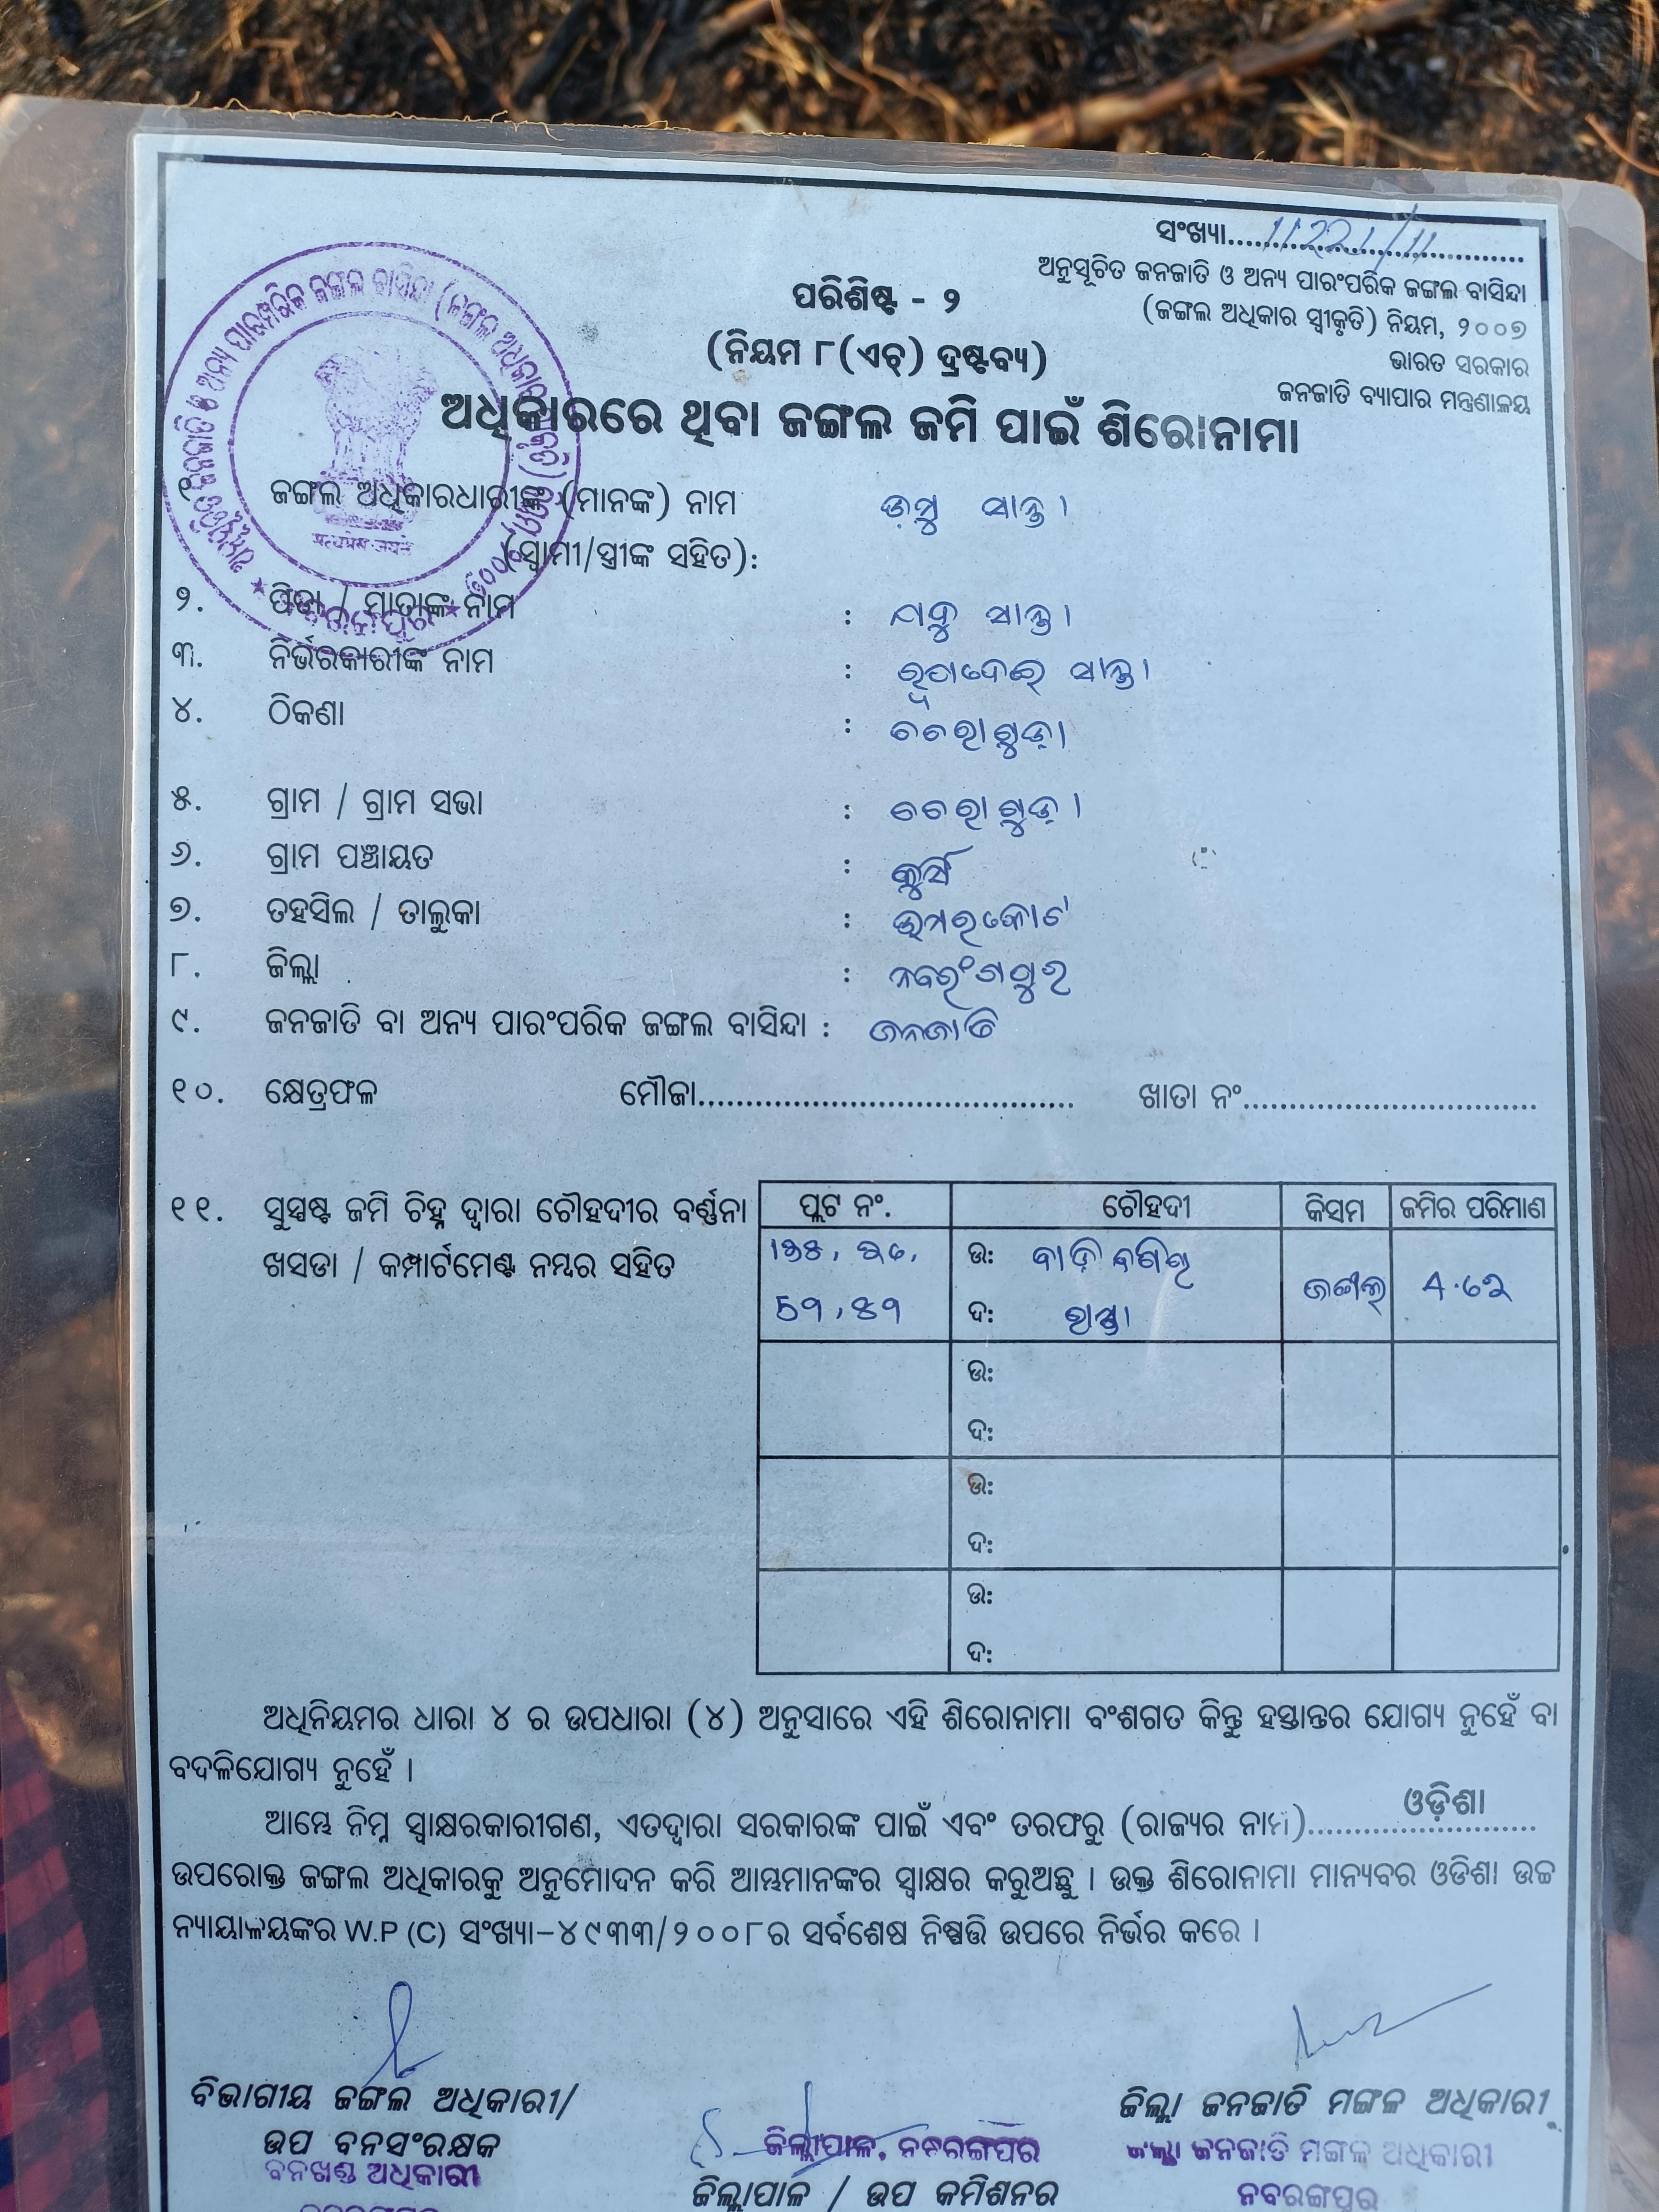 ସଂଖ୍ୟା 11221/11
ଅନୁସୂଚିତ ଜନଜାତି ଓ ଅନ୍ୟ ପାରଂପରିକ ଜଙ୍ଗଲ ବାସିନ୍ଦା
(ଜଙ୍ଗଲ ଅଧିକାର ସ୍ୱୀକୃତି) ନିୟମ, ୨୦୦୭
ଭାରତ ସରକାର
ଜନଜାତି ବ୍ୟାପାର ମନ୍ତ୍ରଣାଳୟ
ପରିଶିଷ୍ଟ - ୨
(ନିୟମ ୮(ଏଚ୍) ଦ୍ରଷ୍ଟବ୍ୟ)
ଅଧିକାରରେ ଥିବା ଜଙ୍ଗଲ ଜମି ପାଇଁ ଶିରୋନାମା
୧. ଜଙ୍ଗଲ ଅଧିକାରଧାରୀଙ୍କ (ମାନଙ୍କ) ନାମ ସାନ୍ତା
(ସ୍ୱାମୀ/ସ୍ତ୍ରୀଙ୍କ ସହିତ):
୨. ପିତା / ମାତାଙ୍କ ନାମ : ସାନ୍ତା
୩. ନିର୍ଭରକାରୀଙ୍କ ନାମ : ସାନ୍ତା
୪. ଠିକଣା :
୫. ଗ୍ରାମ / ଗ୍ରାମ ସଭା :
୬. ଗ୍ରାମ ପଞ୍ଚାୟତ :
୭. ତହସିଲ / ତାଲୁକା : ଉମରକୋଟ
୮. ଜିଲ୍ଲା : ନବରଂଗପୁର
୯. ଜନଜାତି ବା ଅନ୍ୟ ପାରଂପରିକ ଜଙ୍ଗଲ ବାସିନ୍ଦା : ଜନଜାତି
୧୦. କ୍ଷେତ୍ରଫଳ ମୌଜା ଖାତା ନଂ
୧୧. ସୁସ୍ପଷ୍ଟ ଜମି ଚିହ୍ନ ଦ୍ୱାରା ଚୌହଦୀର ବର୍ଣ୍ଣନା
ଖସଡା / କମ୍ପାର୍ଟମେଣ୍ଟ ନମ୍ବର ସହିତ
ପ୍ଲଟ ନଂ. ଚୌହଦୀ କିସମ ଜମିର ପରିମାଣ
ଉ:
ଦ: ରାସ୍ତା ଜଙ୍ଗଲ
ଉ:
ଦ:
ଉ:
ଦ:
ଉ:
ଦ:
ଅଧିନିୟମର ଧାରା ୪ ର ଉପଧାରା (୪) ଅନୁସାରେ ଏହି ଶିରୋନାମା ବଂଶଗତ କିନ୍ତୁ ହସ୍ତାନ୍ତର ଯୋଗ୍ୟ ନୁହେଁ ବା
ବଦଳିଯୋଗ୍ୟ ନୁହେଁ ।
ଆମ୍ଭେ ନିମ୍ନ ସ୍ୱାକ୍ଷରକାରୀଗଣ, ଏତଦ୍ୱାରା ସରକାରଙ୍କ ପାଇଁ ଏବଂ ତରଫରୁ (ରାଜ୍ୟର ନାମ) ଓଡ଼ିଶା
ଉପରୋକ୍ତ ଜଙ୍ଗଲ ଅଧିକାରକୁ ଅନୁମୋଦନ କରି ଆମ୍ଭମାନଙ୍କର ସ୍ୱାକ୍ଷର କରୁଅଛୁ । ଉକ୍ତ ଶିରୋନାମା ମାନ୍ୟବର ଓଡିଶା ଉଚ୍ଚ
ନ୍ୟାୟାଳୟଙ୍କର W.P (C) ସଂଖ୍ୟା-୪୯୩୩/୨୦୦୮ର ସର୍ବଶେଷ ନିଷ୍ପତ୍ତି ଉପରେ ନିର୍ଭର କରେ ।
ବିଭାଗୀୟ ଜଙ୍ଗଲ ଅଧିକାରୀ/
ଉପ ବନସଂରକ୍ଷକ
ବନଖଣ୍ଡ ଅଧିକାରୀ
ଜିଲ୍ଲାପାଳ, ନବରଙ୍ଗପୁର
ଜିଲ୍ଲାପାଳ / ଉପ କମିଶନର
ଜିଲ୍ଲା ଜନଜାତି ମଙ୍ଗଳ ଅଧିକାରୀ
ଜିଲ୍ଲା ଜନଜାତି ମଙ୍ଗଳ ଅଧିକାରୀ
ନବରଙ୍ଗପୁର